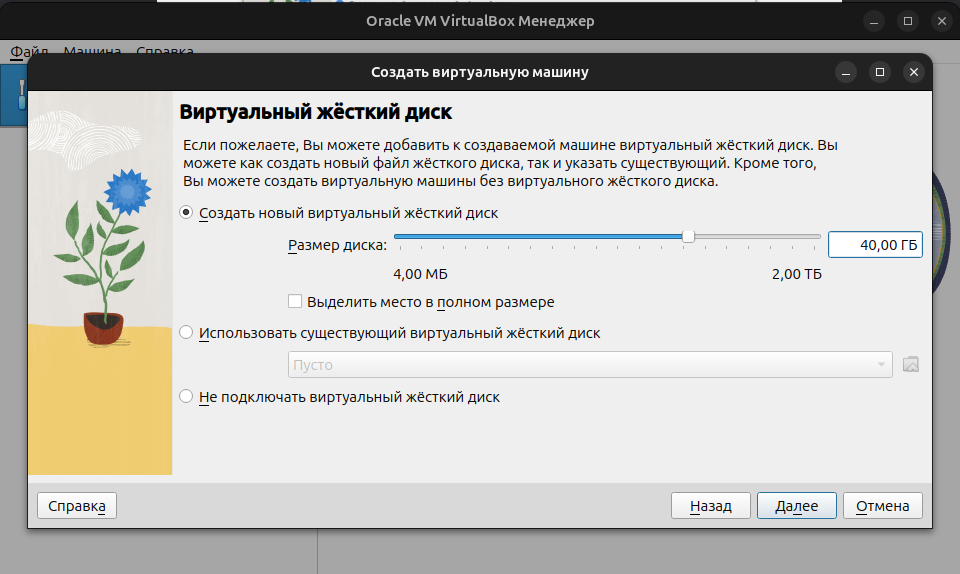 Oracle VM VirtualBox Менеджер
Файл Машина Справка
Создать виртуальную машину
Виртуальный жёсткий диск
Если пожелаете, Вы можете добавить к создаваемой машине виртуальный жёсткий диск. Вы
можете как создать новый файл жёсткого диска, так и указать существующий. Кроме того,
Вы можете создать виртуальную машины без виртуального жёсткого диска.
Создать новый виртуальный жёсткий диск
Размер диска: 40,00 ГБ
4,00 МБ 2,00 ТБ
Выделить место в полном размере
Использовать существующий виртуальный жёсткий диск
Пусто
Не подключать виртуальный жёсткий диск
Справка Назад Далее Отмена